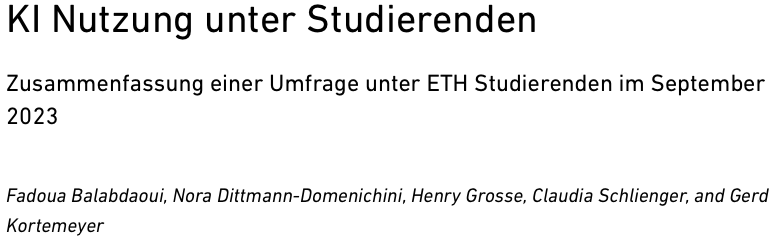 KI Nutzung unter Studierenden
Zusammenfassung einer Umfrage unter ETH Studierenden im September
2023
Fadoua Balabdaoui, Nora Dittmann-Domenichini, Henry Grosse, Claudia Schlienger, and Gerd
Kortemeyer